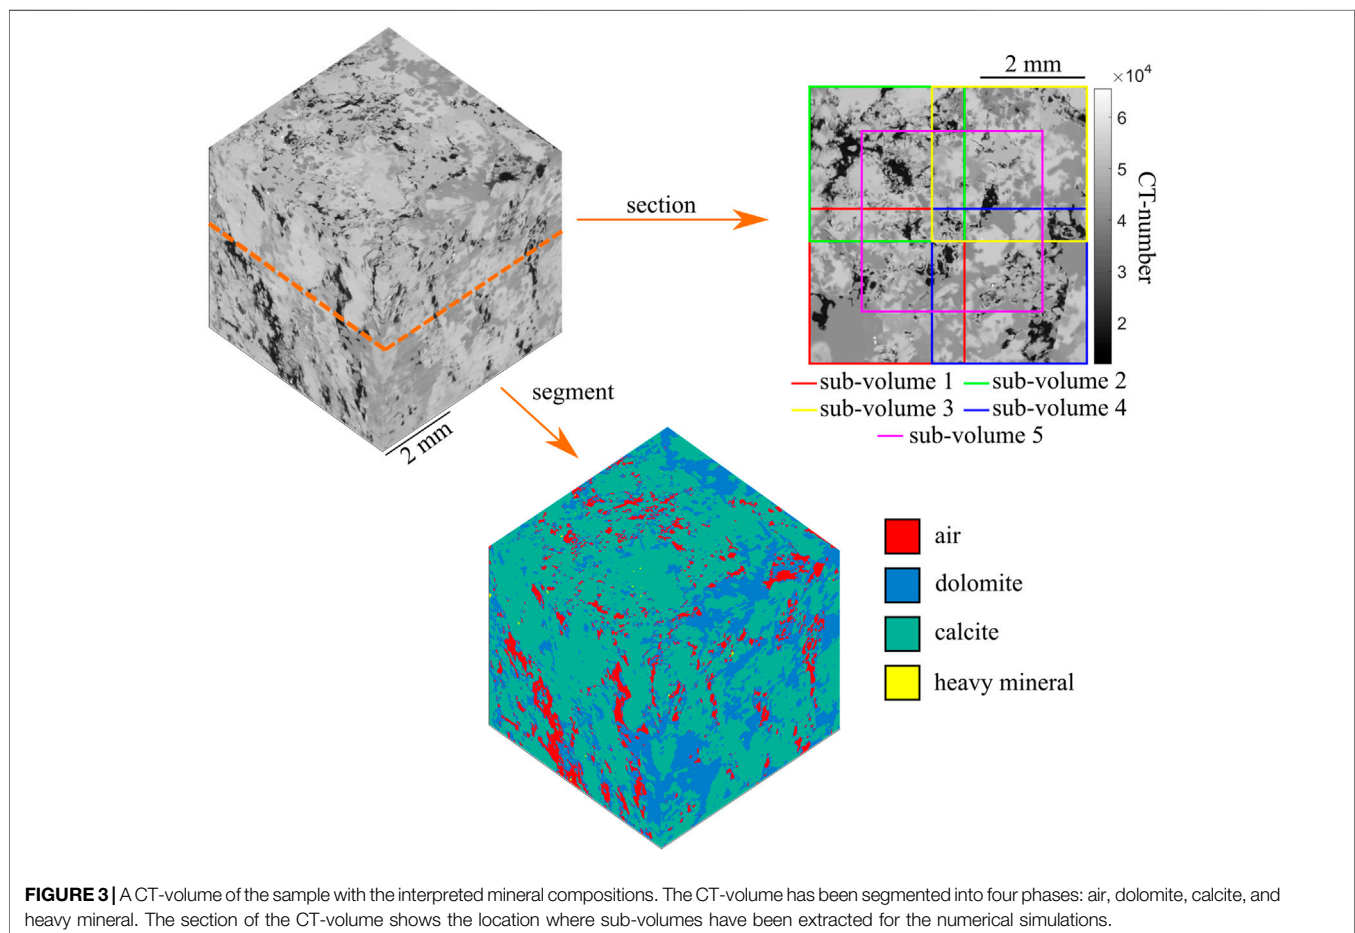 2 mm
×10⁴
6
5
4
3
2
CT-number
section
sub-volume 1 sub-volume 2
sub-volume 3 sub-volume 4
sub-volume 5
segment
2 mm
air
dolomite
calcite
heavy mineral
FIGURE 3 | A CT-volume of the sample with the interpreted mineral compositions. The CT-volume has been segmented into four phases: air, dolomite, calcite, and
heavy mineral. The section of the CT-volume shows the location where sub-volumes have been extracted for the numerical simulations.